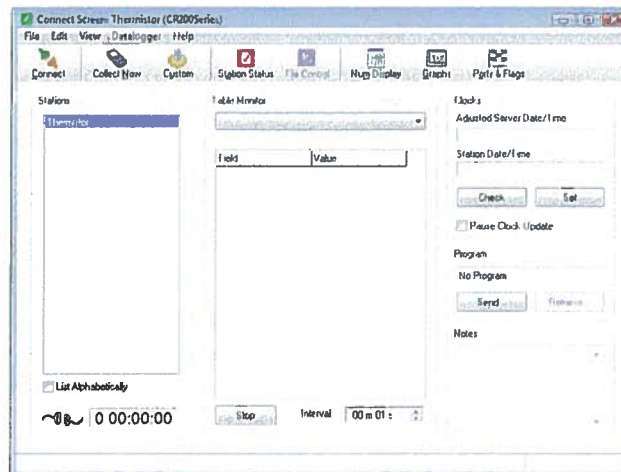 Connect Screen: Thermistor (CR200Series)
File Edit View Datalogger Help
Connect Collect Now Custom Station Status File Control Num Display Graphs Ports & Flags
Stations
Thermistor
List Alphabetically
0 00:00:00
Table Monitor
Field Value
Stop Interval 00 m 01 s
Clocks
Adjusted Server Date/Time
Station Date/Time
Check Set
Pause Clock Update
Program
No Program
Send Retrieve
Notes